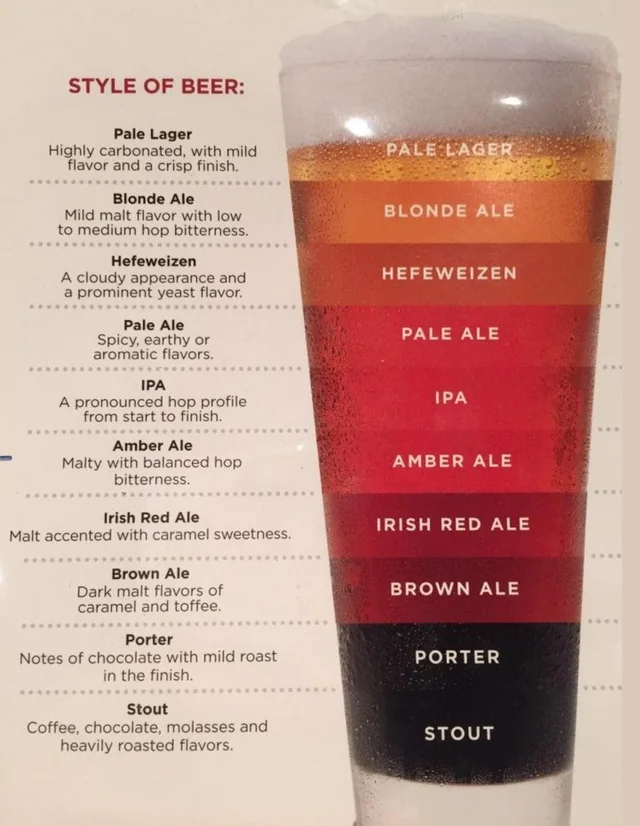 STYLE OF BEER:
Pale Lager
Highly carbonated, with mild
flavor and a crisp finish.
Blonde Ale
Mild malt flavor with low
to medium hop bitterness.
Hefeweizen
A cloudy appearance and
a prominent yeast flavor.
Pale Ale
Spicy, earthy or
aromatic flavors.
IPA
A pronounced hop profile
from start to finish.
Amber Ale
Malty with balanced hop
bitterness.
Irish Red Ale
Malt accented with caramel sweetness.
Brown Ale
Dark malt flavors of
caramel and toffee.
Porter
Notes of chocolate with mild roast
in the finish.
Stout
Coffee, chocolate, molasses and
heavily roasted flavors.
PALE LAGER
BLONDE ALE
HEFEWEIZEN
PALE ALE
IPA
AMBER ALE
IRISH RED ALE
BROWN ALE
PORTER
STOUT